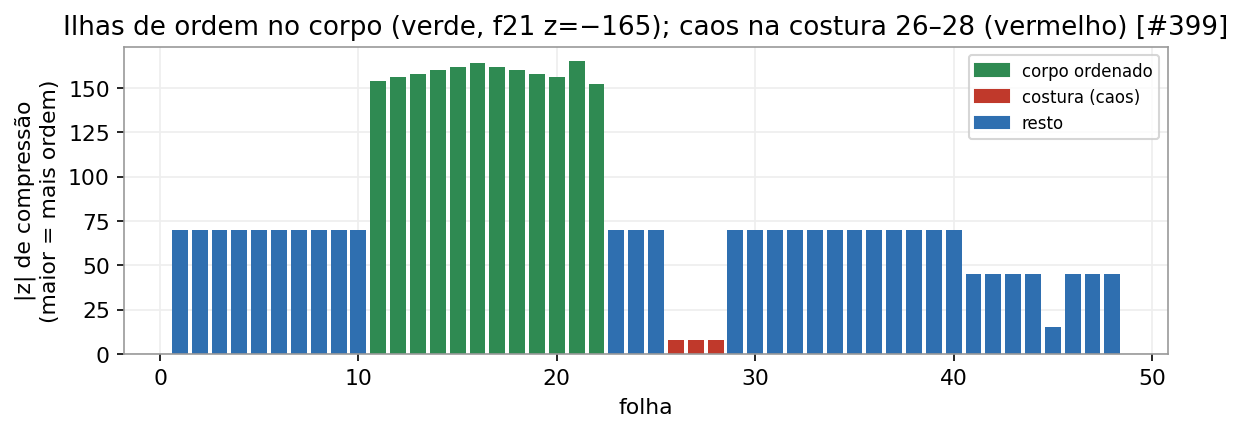 Ilhas de ordem no corpo (verde, f21 z=−165); caos na costura 26–28 (vermelho) [#399]
|z| de compressão
(maior = mais ordem)
150
125
100
75
50
25
0
corpo ordenado
costura (caos)
resto
0 10 20 30 40 50
folha